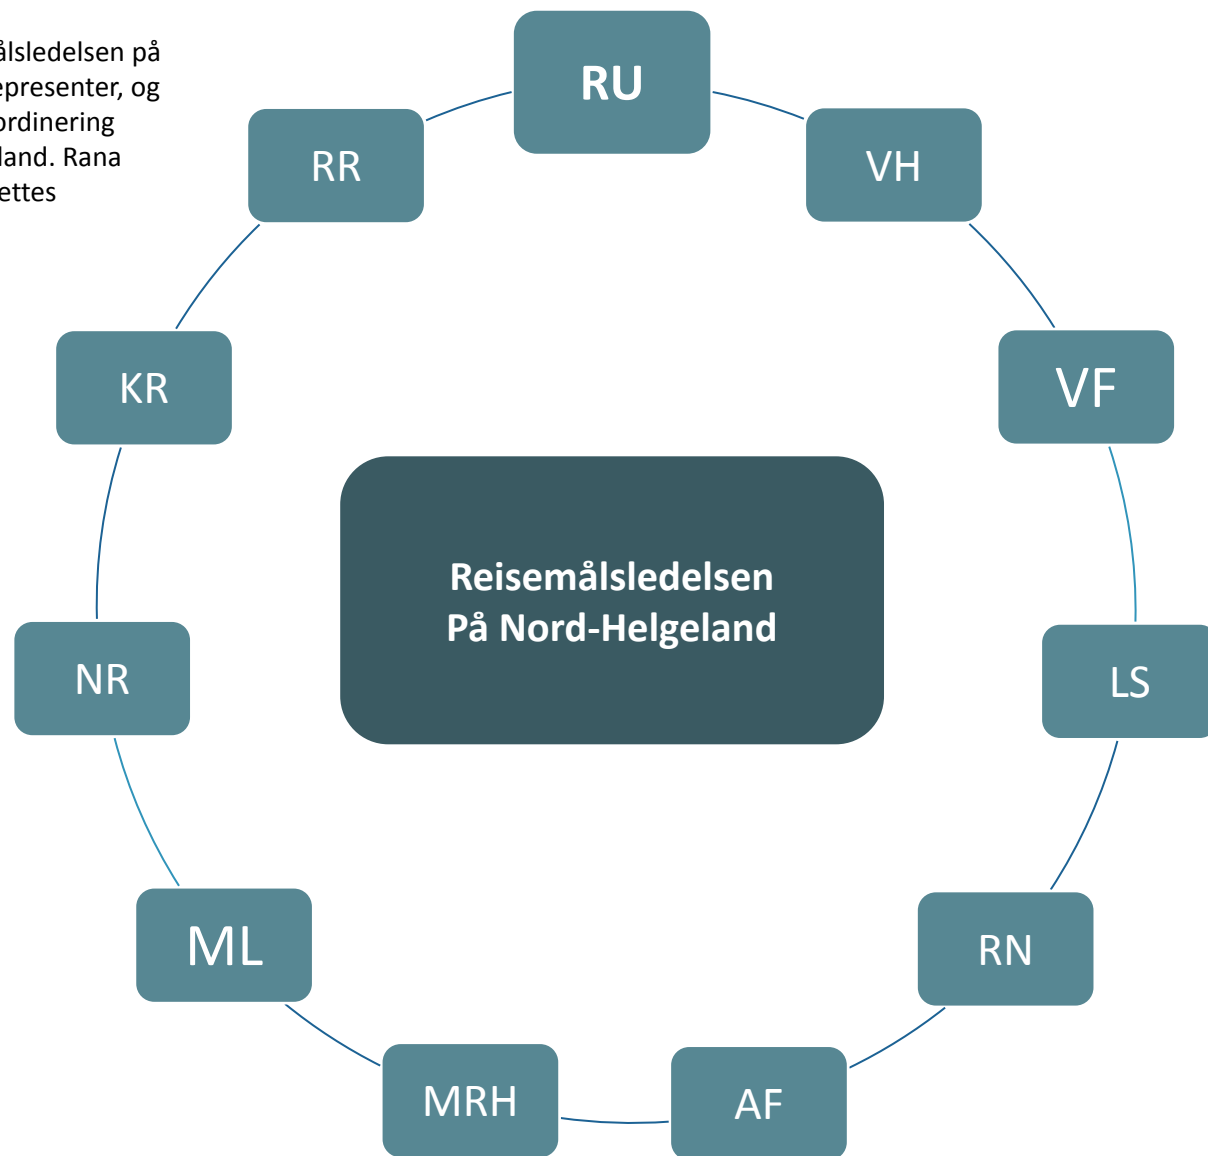 ålsledelsen på
epresenter, og
ordinering
land. Rana
ettes
RU
RR
VH
KR
VF
Reisemålsledelsen
På Nord-Helgeland
NR
LS
ML
RN
MRH
AF